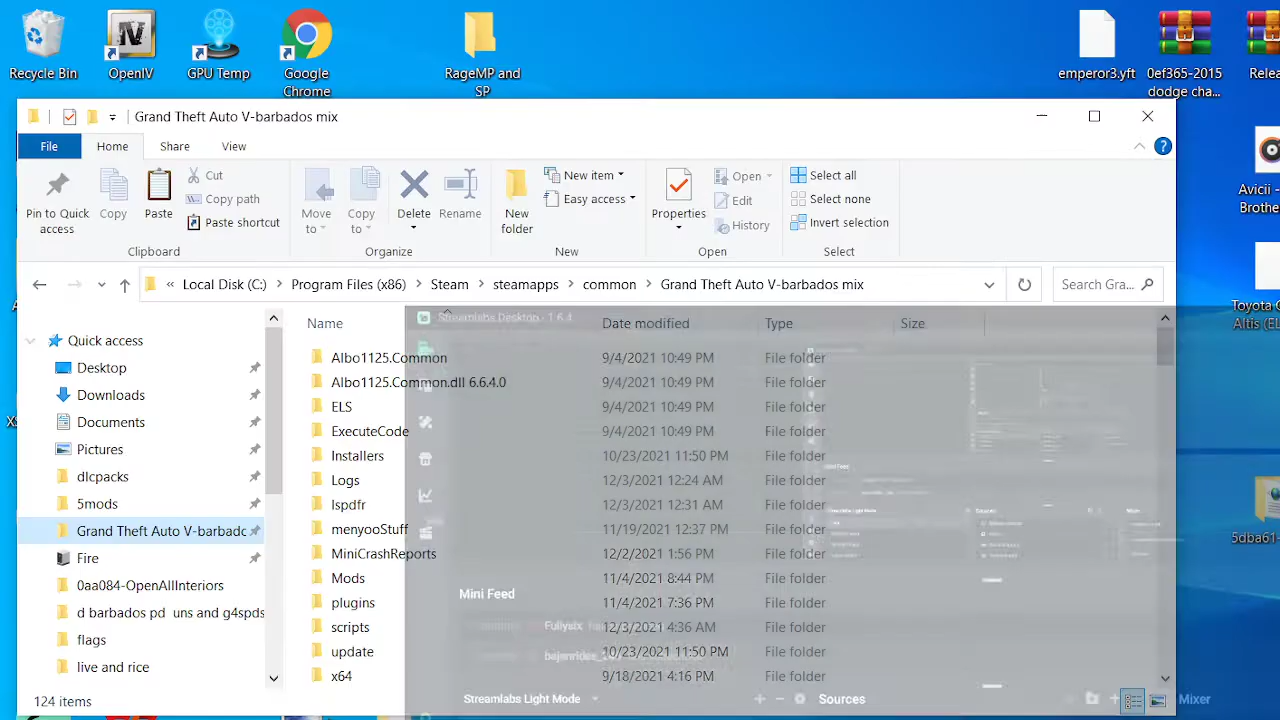 Recycle Bin
OpenIV
GPU Temp
Google
Chrome
RageMP and
SP
emperor3.yft
0ef365-2015
dodge cha...
Grand Theft Auto V-barbados mix
File
Home
Share
View
Pin to Quick
access
Copy
Paste
Cut
Copy path
Paste shortcut
Clipboard
Move
to
Copy
to
Delete
Rename
Organize
New
folder
New item
Easy access
New
Properties
Open
Edit
History
Open
Select all
Select none
Invert selection
Select
« Local Disk (C:) > Program Files (x86) > Steam > steamapps > common > Grand Theft Auto V-barbados mix
Search Gra...
Avicii -
Brothe
Toyota C
Altis (EL
5dba61-
Quick access
Desktop
Downloads
Documents
Pictures
dlcpacks
5mods
Grand Theft Auto V-barbadc
Fire
0aa084-OpenAllInteriors
d barbados pd uns and g4spds
flags
live and rice
Streamlabs Desktop - 1.6.4
Name Date modified Type Size
Albo1125.Common 9/4/2021 10:49 PM File folder
Albo1125.Common.dll 6.6.4.0 9/4/2021 10:49 PM File folder
ELS 9/4/2021 10:49 PM File folder
ExecuteCode 9/4/2021 10:49 PM File folder
Installers 10/23/2021 11:50 PM File folder
Logs 12/3/2021 12:24 AM File folder
lspdfr 12/3/2021 12:31 AM File folder
menyooStuff 11/19/2021 12:37 PM File folder
MiniCrashReports 12/2/2021 1:56 PM File folder
Mods 11/4/2021 8:44 PM File folder
plugins 11/4/2021 7:36 PM File folder
scripts 12/3/2021 4:36 AM File folder
update 10/23/2021 11:50 PM File folder
x64 9/18/2021 4:16 PM File folder
Mini Feed
Fullysix
Streamlabs Light Mode
Sources
Mixer
124 items